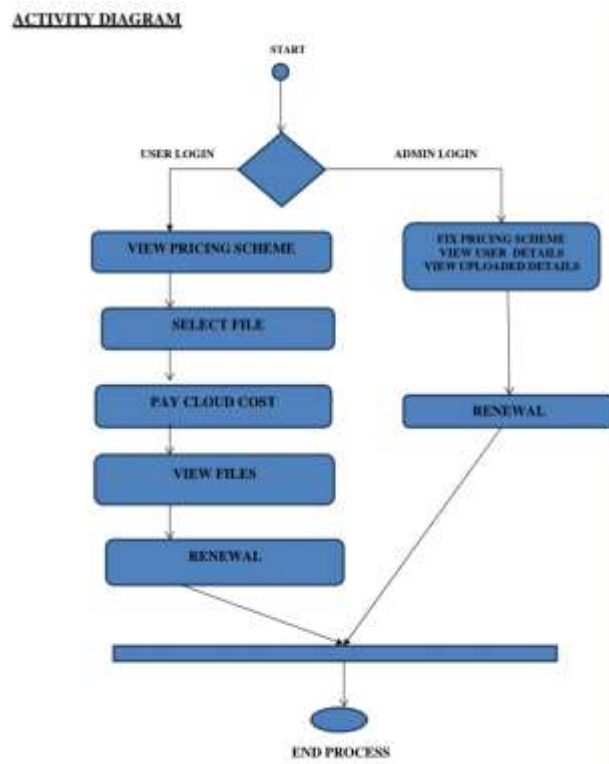 ACTIVITY DIAGRAM
START
USER LOGIN
ADMIN LOGIN
VIEW PRICING SCHEME
FIX PRICING SCHEME
VIEW USER DETAILS
VIEW UPLOADED DETAILS
SELECT FILE
PAY CLOUD COST
RENEWAL
VIEW FILES
RENEWAL
END PROCESS